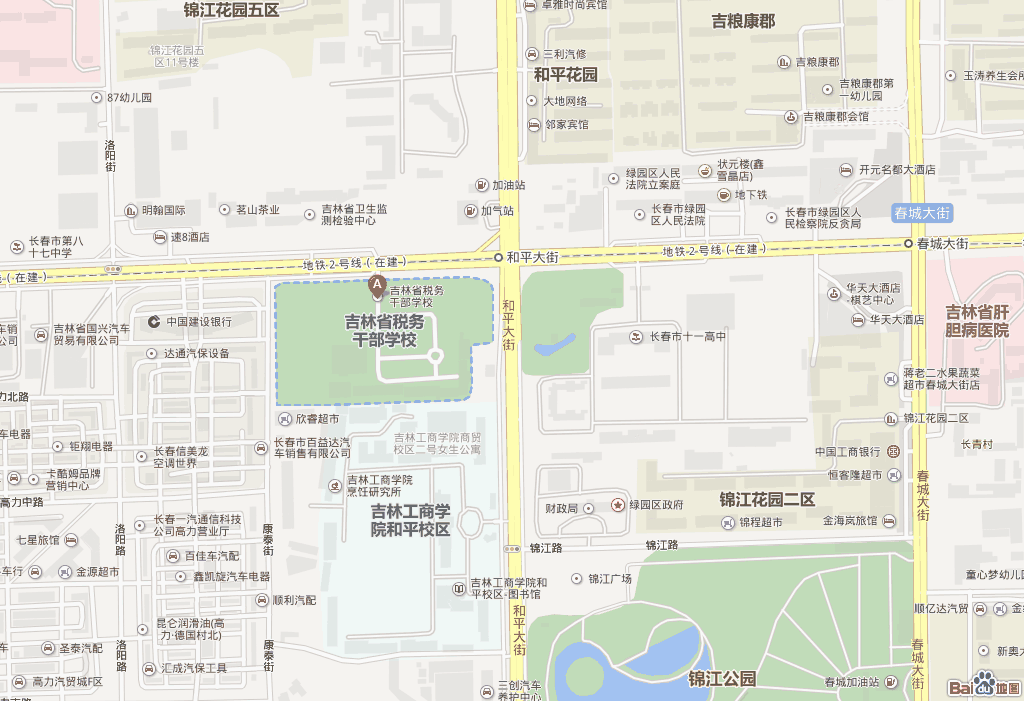 锦江花园五区
卓雅时尚宾馆
吉粮康郡
锦江花园五
区11号楼
三利汽修
和平花园
吉粮康郡
玉涛养生会所
87幼儿园
大地网络
吉粮康郡第
一幼儿园
邻家宾馆
吉粮康郡会馆
洛阳街
状元楼(鑫
雪晶店)
开元名都大酒店
绿园区人民
法院立案庭
加油站
地下铁
明翰国际
茗山茶业
吉林省卫生监
测检验中心
加气站
长春市绿园
区人民法院
长春市绿园区人
民检察院反贪局
春城大街
速8酒店
长春市第八
十七中学
地铁-2-号线-(-在建-)
和平大街
地铁-2-号线-(-在建-)
春城大街
线-(-在建-)
A
吉林省税务
干部学校
吉林省税务
干部学校
和平大街
华天大酒店
-棋艺中心
华天大酒店
吉林省肝
胆病医院
中国建设银行
吉林省国兴汽车
贸易有限公司
车销
公司
长春市十一高中
达通汽保设备
蒋老二水果蔬菜
超市春城大街店
力北路
欣睿超市
锦江花园二区
车电器
钜翔电器
长春信美龙
空调世界
长春市百益达汽
车销售有限公司
吉林工商学院商贸
校区二号女生公寓
长青村
中国工商银行
恒客隆超市
卡酷姆品牌
营销中心
吉林工商学院
烹饪研究所
高力中路
锦江花园二区
春城大街
财政局
绿园区政府
吉林工商学
院和平校区
长春一汽通信科技
公司高力营业厅
锦程超市
金海岚旅馆
七星旅馆
洛阳路
康泰街
锦江路
锦江路
百佳车汽配
车行
金源超市
鑫凯旋汽车电器
吉林工商学院和
平校区-图书馆
锦江广场
童心梦幼儿园
顺利汽配
顺亿达汽贸
和平大街
昆仑润滑油(高
力·德国村北)
圣泰汽配
洛阳路
康泰街
春城大街
新奥大
汇成汽保工具
高力汽贸城F区
三创汽车
养护中心
锦江公园
春城加油站
Bai du 地图